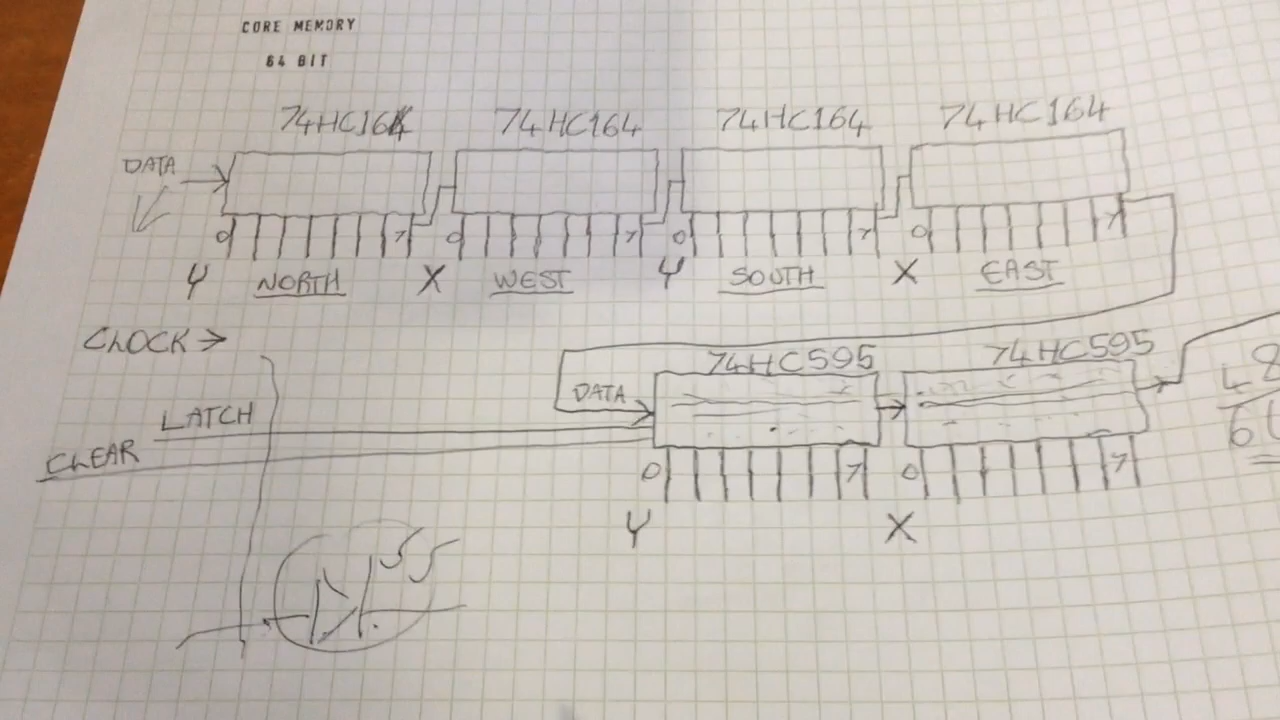 CORE MEMORY
64 BIT
74HC164 74HC164 74HC164 74HC164
DATA
0 7 0 7 0 7 0 7
Y NORTH X WEST Y SOUTH X EAST
CLOCK
74HC595 74HC595
DATA
LATCH
CLEAR
0 7 0 7
Y X